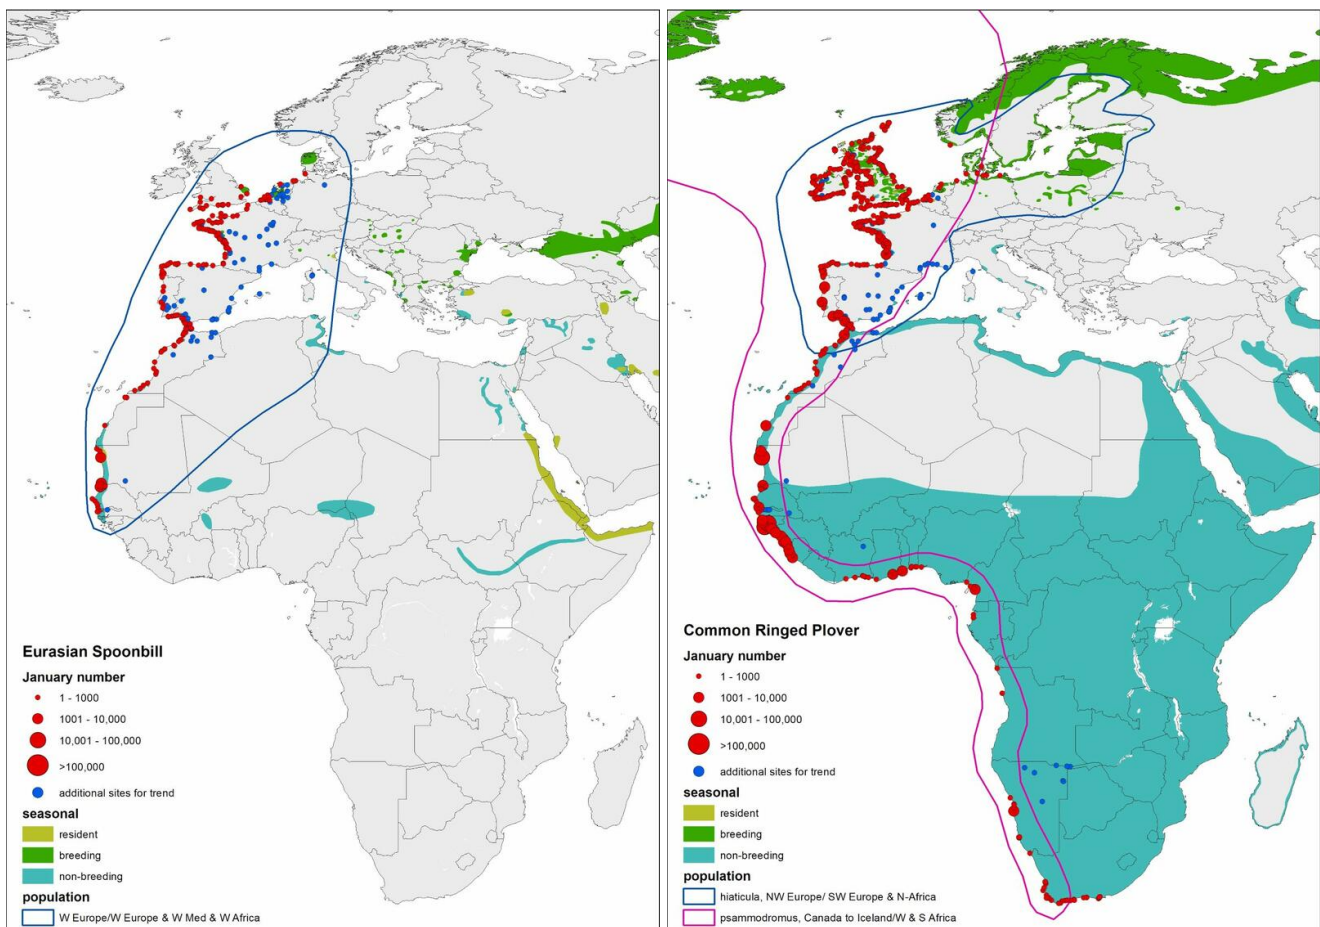 Eurasian Spoonbill
January number
1 - 1000
1001 - 10,000
10,001 - 100,000
>100,000
additional sites for trend
seasonal
resident
breeding
non-breeding
population
W Europe/W Europe & W Med & W Africa
Common Ringed Plover
January number
1 - 1000
1001 - 10,000
10,001 - 100,000
>100,000
additional sites for trend
seasonal
resident
breeding
non-breeding
population
hiaticula, NW Europe/ SW Europe & N-Africa
psammodromus, Canada to Iceland/W & S Africa